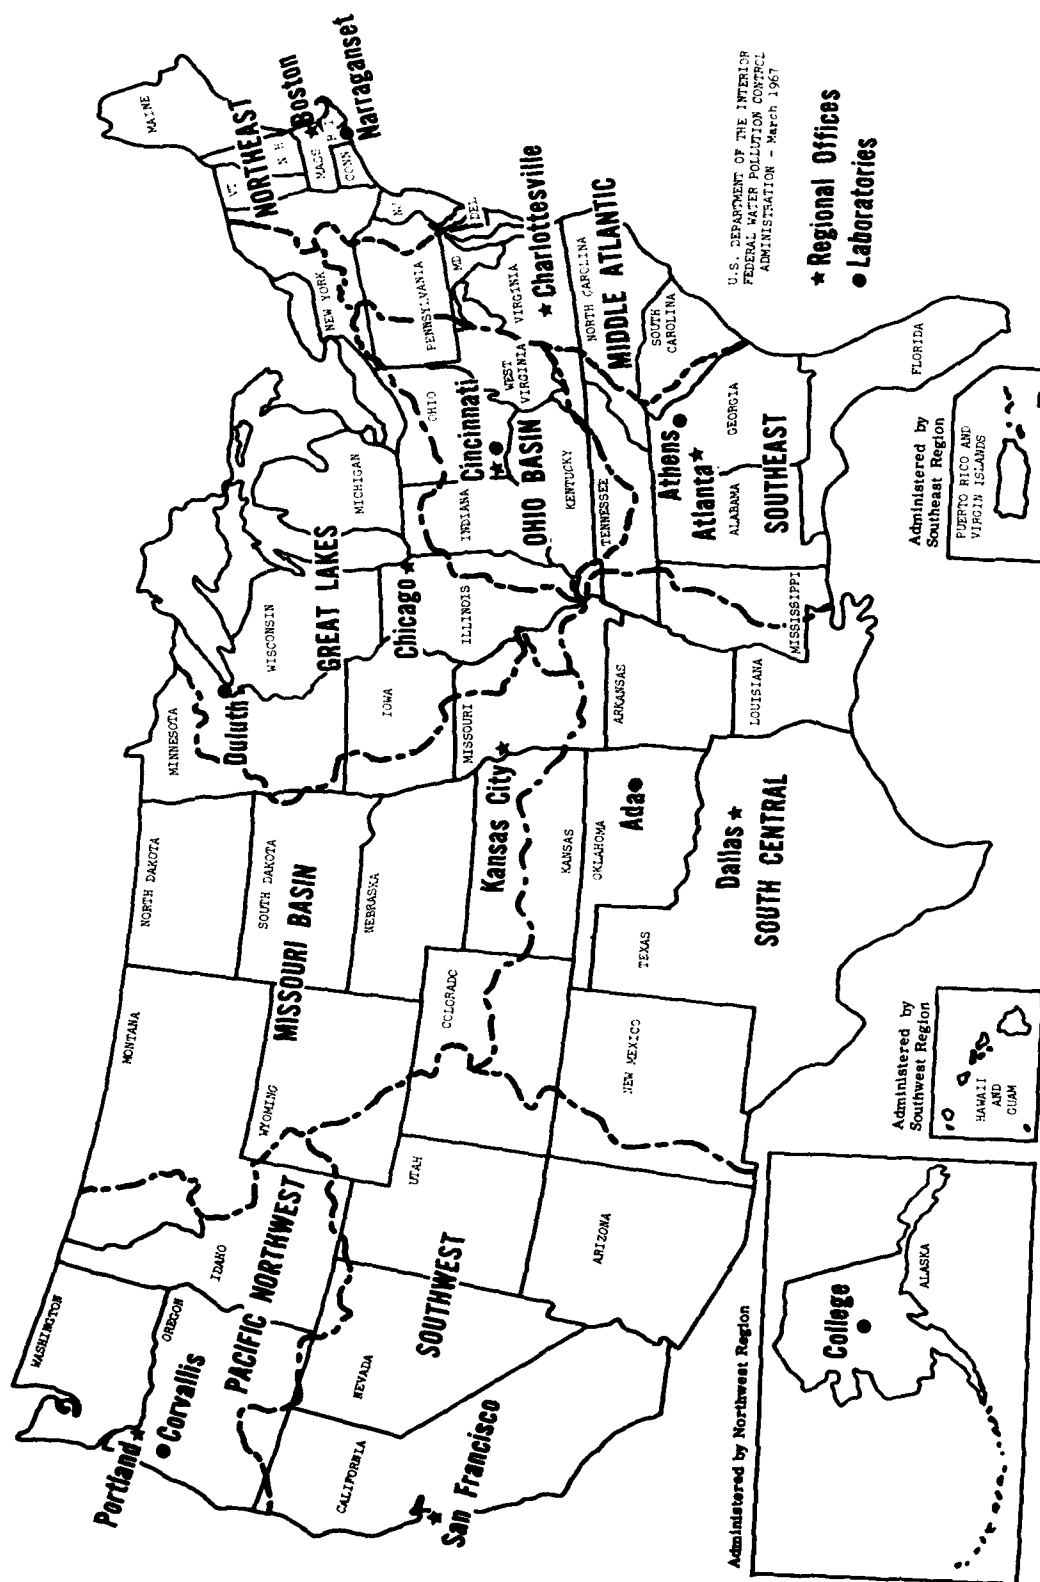 WASHINGTON
OREGON
Portland
Corvallis
PACIFIC NORTHWEST
IDAHO
MONTANA
WYOMING
NEVADA
CALIFORNIA
San Francisco
SOUTHWEST
UTAH
ARIZONA
COLORADO
NEW MEXICO
NORTH DAKOTA
SOUTH DAKOTA
MISSOURI BASIN
NEBRASKA
Kansas City
KANSAS
OKLAHOMA
Ada
TEXAS
Dallas
SOUTH CENTRAL
MINNESOTA
Duluth
WISCONSIN
GREAT LAKES
IOWA
Chicago
ILLINOIS
MISSOURI
ARKANSAS
LOUISIANA
MISSISSIPPI
MICHIGAN
INDIANA
OHIO
Cincinnati
OHIO BASIN
KENTUCKY
TENNESSEE
WEST
VIRGINIA
VIRGINIA
Charlottesville
NORTH CAROLINA
MIDDLE ATLANTIC
SOUTH
CAROLINA
Athens
Atlanta
GEORGIA
ALABAMA
SOUTHEAST
FLORIDA
MAINE
VT
N H
NORTHEAST
Boston
MASS
R I
CONN
Narraganset
NEW YORK
PENNSYLVANIA
NJ
MD
DEL
U.S. DEPARTMENT OF THE INTERIOR
FEDERAL WATER POLLUTION CONTROL
ADMINISTRATION - March 1967
★ Regional Offices
● Laboratories
Administered by Northwest Region
College
ALASKA
Administered by
Southwest Region
HAWAII
AND
GUAM
Administered by
Southeast Region
PUERTO RICO AND
VIRGIN ISLANDS